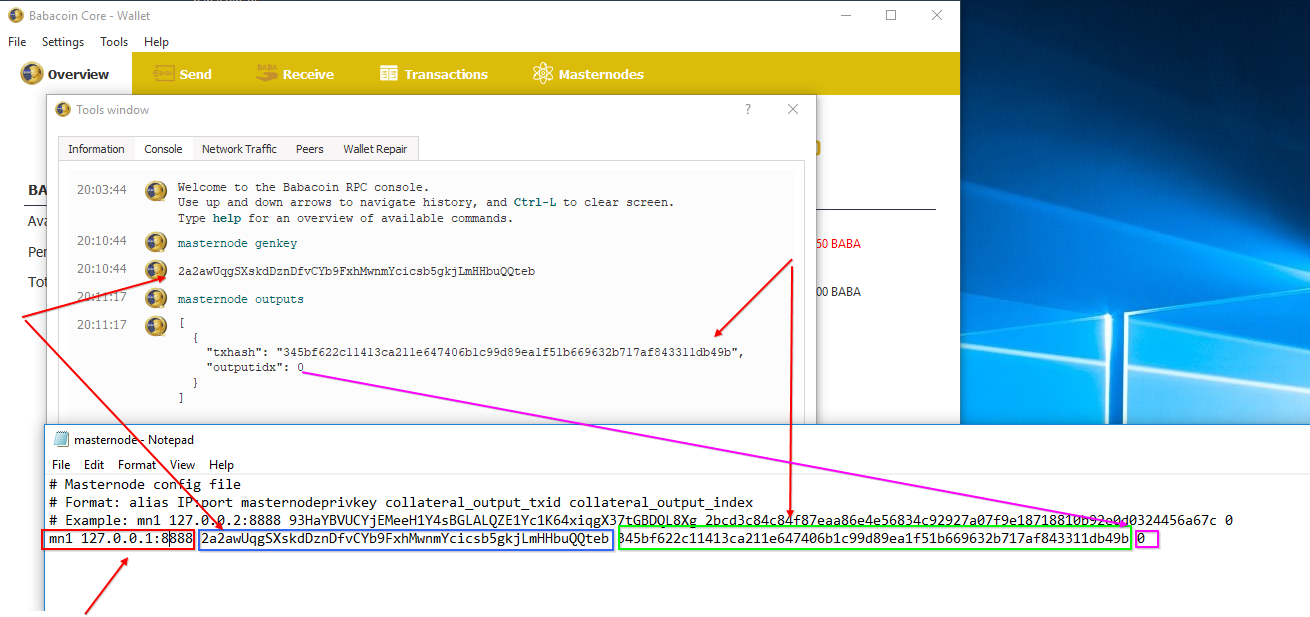 Babacoin Core - Wallet
File Settings Tools Help
Overview Send Receive Transactions Masternodes
Tools window
?
Information Console Network Traffic Peers Wallet Repair
20:03:44 Welcome to the Babacoin RPC console.
Use up and down arrows to navigate history, and Ctrl-L to clear screen.
Type help for an overview of available commands.
BA
Ava
Per
Tot
50 BABA
00 BABA
20:10:44 masternode genkey
20:10:44 2a2awUqgSXskdDznDfvCYb9FxhMwnmYcicsb5gkjLmHHbuQQteb
20:11:17 masternode outputs
20:11:17 [
{
"txhash": "345bf622c11413ca211e647406b1c99d89ea1f51b669632b717af843311db49b",
"outputidx": 0
}
]
masternode - Notepad
File Edit Format View Help
# Masternode config file
# Format: alias IP:port masternodeprivkey collateral_output_txid collateral_output_index
# Example: mn1 127.0.0.2:8888 93HaYBVUCYjEMeeH1Y4sBGLALQZE1Yc1K64xiqgX37tGBDQL8Xg 2bcd3c84c84f87eaa86e4e56834c92927a07f9e18718810b92e0d0324456a67c 0
mn1 127.0.0.1:8888 2a2awUqgSXskdDznDfvCYb9FxhMwnmYcicsb5gkjLmHHbuQQteb 345bf622c11413ca211e647406b1c99d89ea1f51b669632b717af843311db49b 0